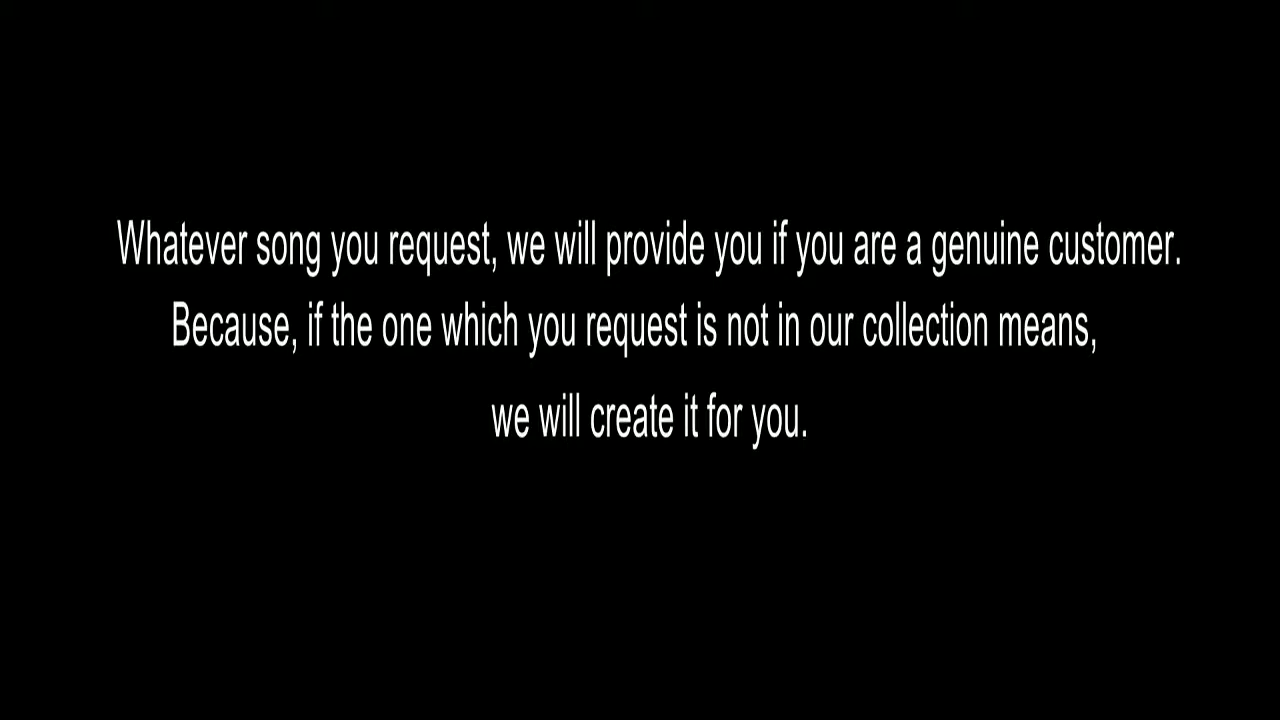 Whatever song you request, we will provide you if you are a genuine customer.
Because, if the one which you request is not in our collection means,
we will create it for you.